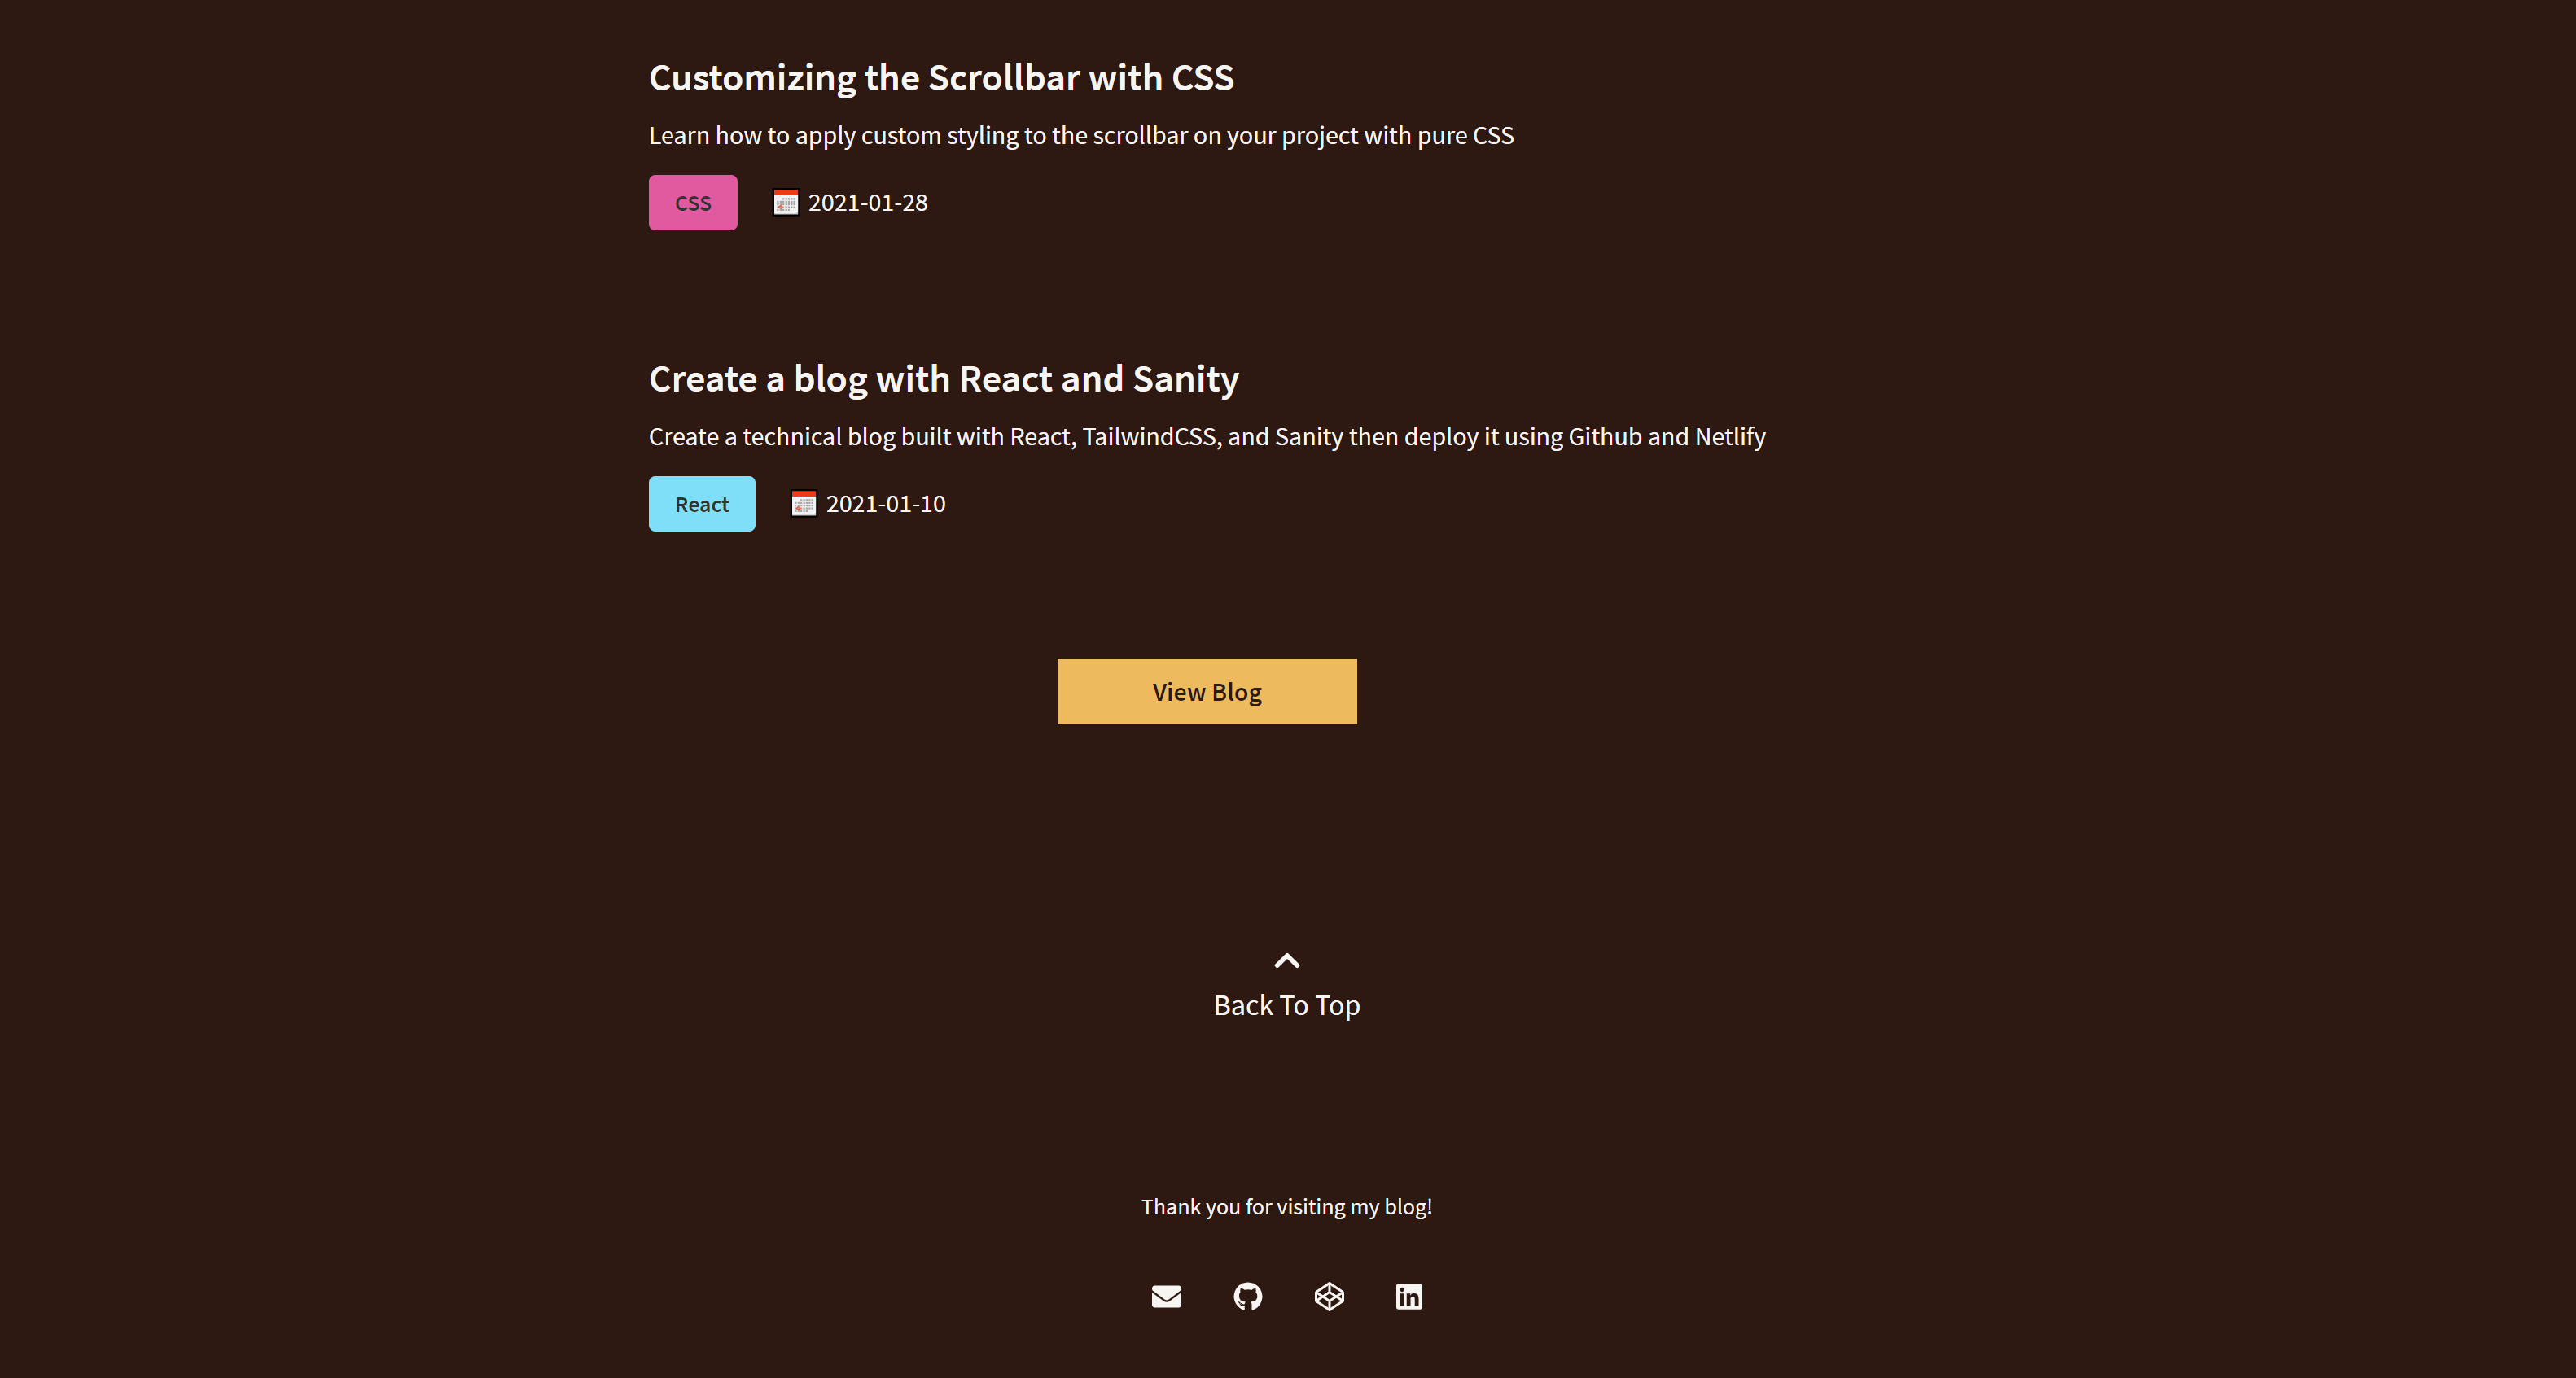 Customizing the Scrollbar with CSS
Learn how to apply custom styling to the scrollbar on your project with pure CSS
CSS 2021-01-28
Create a blog with React and Sanity
Create a technical blog built with React, TailwindCSS, and Sanity then deploy it using Github and Netlify
React 2021-01-10
View Blog
Back To Top
Thank you for visiting my blog!